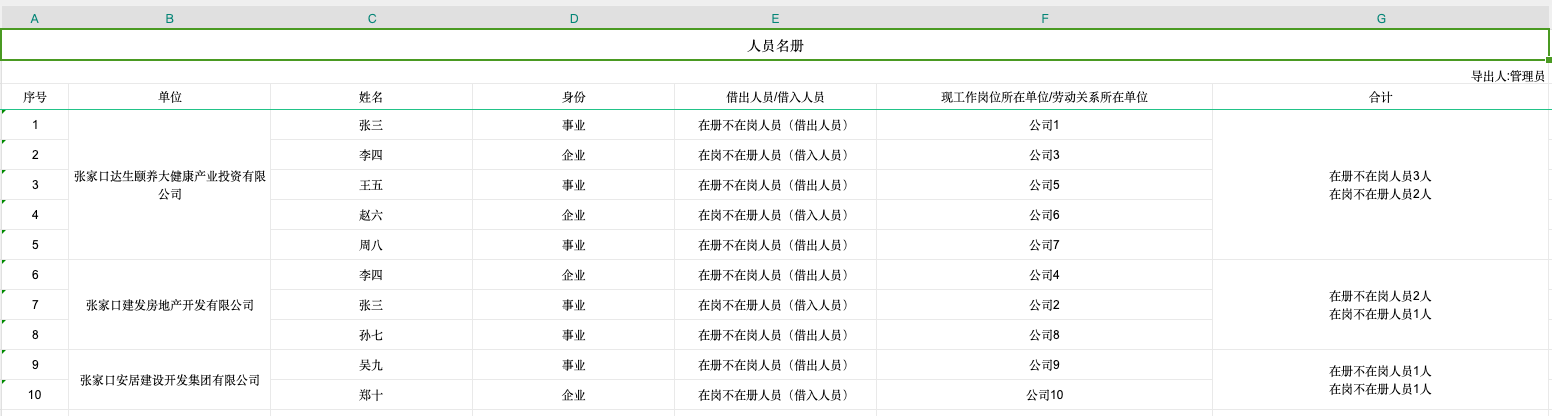 A B C D E F G
人员名册
导出人:管理员
序号 单位 姓名 身份 借出人员/借入人员 现工作岗位所在单位/劳动关系所在单位 合计
1 张三 事业 在册不在岗人员（借出人员） 公司1
2 李四 企业 在岗不在册人员（借入人员） 公司3
张家口达生颐养大健康产业投资有限
公司
3 王五 事业 在册不在岗人员（借出人员） 公司5
在册不在岗人员3人
在岗不在册人员2人
4 赵六 企业 在岗不在册人员（借入人员） 公司6
5 周八 事业 在册不在岗人员（借出人员） 公司7
6 李四 企业 在册不在岗人员（借出人员） 公司4
7 张家口建发房地产开发有限公司 张三 事业 在岗不在册人员（借入人员） 公司2
在册不在岗人员2人
在岗不在册人员1人
8 孙七 事业 在册不在岗人员（借出人员） 公司8
9 吴九 事业 在册不在岗人员（借出人员） 公司9
张家口安居建设开发集团有限公司
在册不在岗人员1人
在岗不在册人员1人
10 郑十 企业 在岗不在册人员（借入人员） 公司10